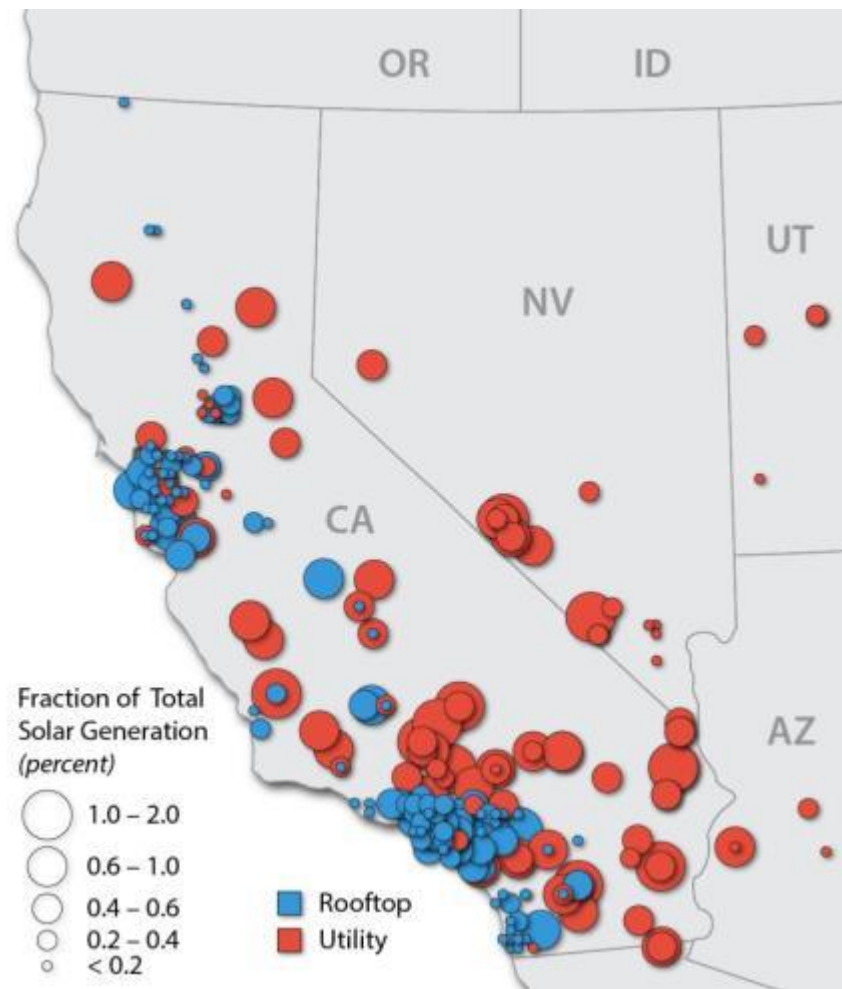 OR
ID
UT
NV
CA
AZ
Fraction of Total
Solar Generation
(percent)
1.0 – 2.0
0.6 – 1.0
0.4 – 0.6
0.2 – 0.4
< 0.2
Rooftop
Utility